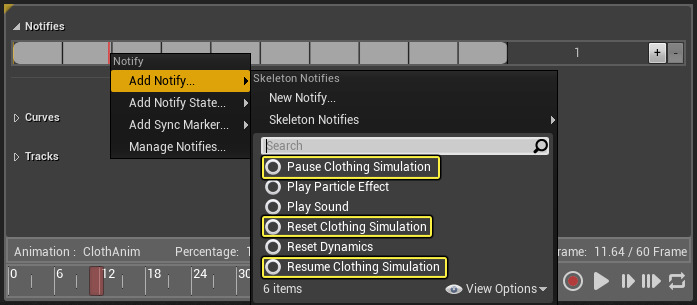 Notifies
1 + -
Notify
Add Notify...
Add Notify State...
Add Sync Marker...
Manage Notifies...
Skeleton Notifies
New Notify...
Skeleton Notifies
Search
Pause Clothing Simulation
Play Particle Effect
Play Sound
Reset Clothing Simulation
Reset Dynamics
Resume Clothing Simulation
6 items View Options
Curves
Tracks
Animation : ClothAnim Percentage: 1 Frame: 11.64 / 60 Frame
0 6 12 18 24 30